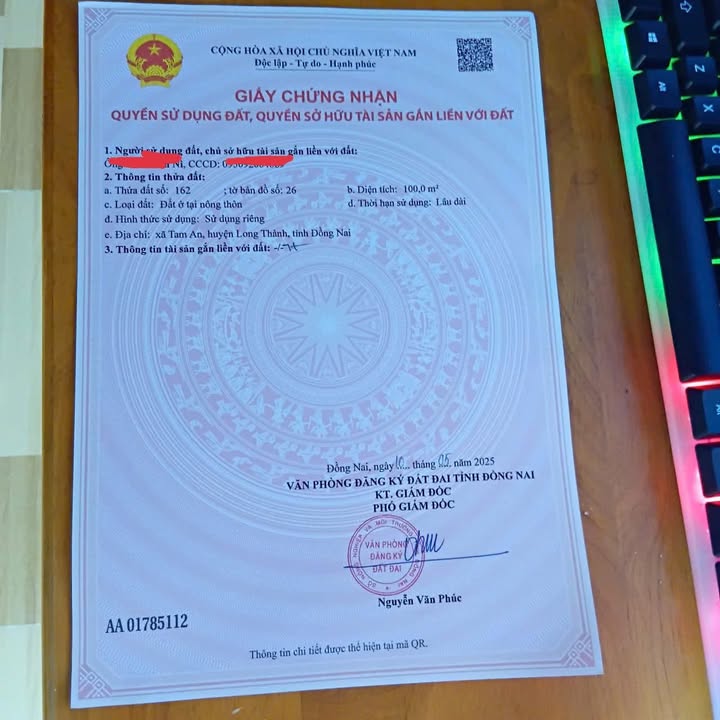 CỘNG HÒA XÃ HỘI CHỦ NGHĨA VIỆT NAM
Độc lập - Tự do - Hạnh phúc
GIẤY CHỨNG NHẬN
QUYỀN SỬ DỤNG ĐẤT, QUYỀN SỞ HỮU TÀI SẢN GẮN LIỀN VỚI ĐẤT
1. Người sử dụng đất, chủ sở hữu tài sản gắn liền với đất:
CCCD:
2. Thông tin thửa đất:
a. Thửa đất số: 162 ; tờ bản đồ số: 26 b. Diện tích: 100,0 m²
c. Loại đất: Đất ở tại nông thôn d. Thời hạn sử dụng: Lâu dài
đ. Hình thức sử dụng: Sử dụng riêng
e. Địa chỉ: xã Tam An, huyện Long Thành, tỉnh Đồng Nai
3. Thông tin tài sản gắn liền với đất: -/-
Đồng Nai, ngày 10... tháng 05. năm 2025
VĂN PHÒNG ĐĂNG KÝ ĐẤT ĐAI TỈNH ĐỒNG NAI
KT. GIÁM ĐỐC
PHÓ GIÁM ĐỐC
VĂN PHÒNG
ĐĂNG KÝ
ĐẤT ĐAI
Nguyễn Văn Phúc
AA 01785112
Thông tin chi tiết được thể hiện tại mã QR.
Z
X
C